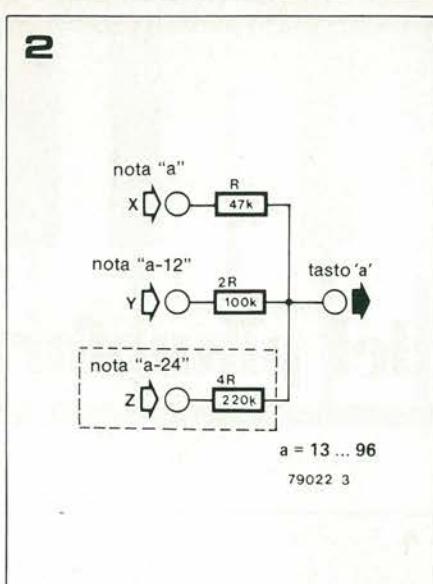 2
nota "a"
R
X 47k
nota "a-12"
tasto 'a'
2R
Y 100k
nota "a-24"
4R
Z 220k
a = 13 ... 96
79022 3